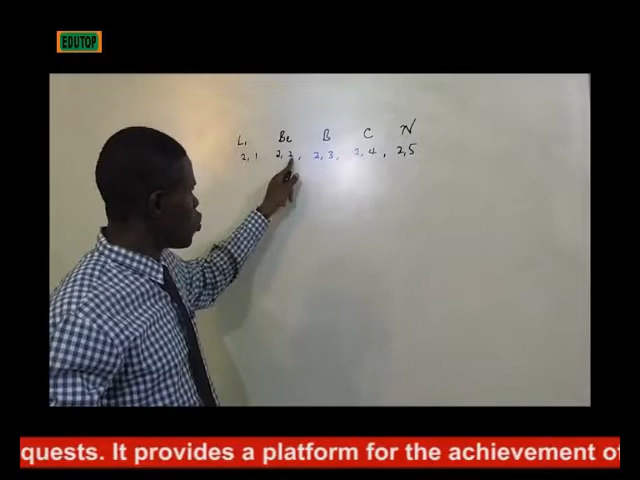 EDUTOP
Li Be B C N
2,1 2,2, 2,3, 2,4, 2,5
quests. It provides a platform for the achievement of